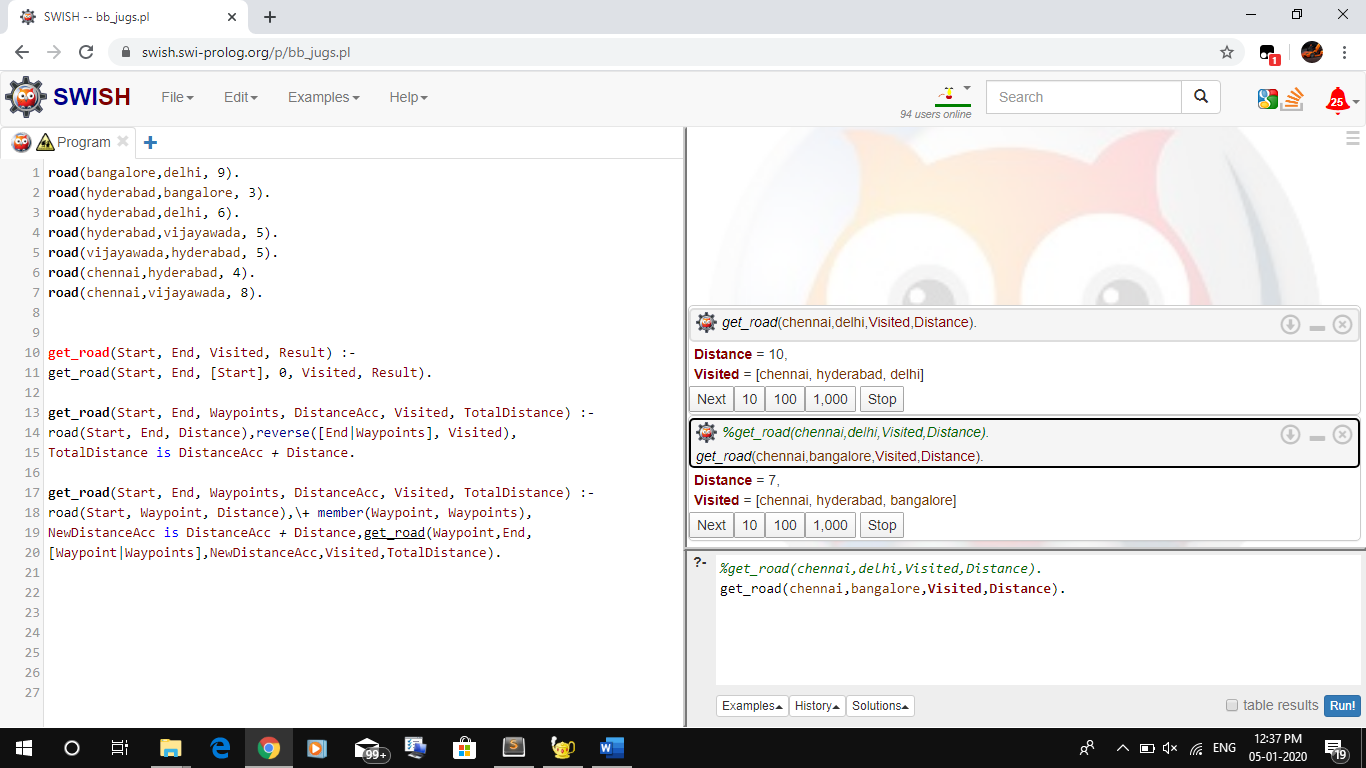 SWISH -- bb_jugs.pl
swish.swi-prolog.org/p/bb_jugs.pl
1
SWISH File Edit Examples Help
94 users online
Search
25
Program
1 road(bangalore,delhi, 9).
2 road(hyderabad,bangalore, 3).
3 road(hyderabad,delhi, 6).
4 road(hyderabad,vijayawada, 5).
5 road(vijayawada,hyderabad, 5).
6 road(chennai,hyderabad, 4).
7 road(chennai,vijayawada, 8).
8
9
10 get_road(Start, End, Visited, Result) :-
11 get_road(Start, End, [Start], 0, Visited, Result).
12
13 get_road(Start, End, Waypoints, DistanceAcc, Visited, TotalDistance) :-
14 road(Start, End, Distance),reverse([End|Waypoints], Visited),
15 TotalDistance is DistanceAcc + Distance.
16
17 get_road(Start, End, Waypoints, DistanceAcc, Visited, TotalDistance) :-
18 road(Start, Waypoint, Distance),\+ member(Waypoint, Waypoints),
19 NewDistanceAcc is DistanceAcc + Distance,get_road(Waypoint,End,
20 [Waypoint|Waypoints],NewDistanceAcc,Visited,TotalDistance).
21
22
23
24
25
26
27
get_road(chennai,delhi,Visited,Distance).
Distance = 10,
Visited = [chennai, hyderabad, delhi]
Next 10 100 1,000 Stop
%get_road(chennai,delhi,Visited,Distance).
get_road(chennai,bangalore,Visited,Distance).
Distance = 7,
Visited = [chennai, hyderabad, bangalore]
Next 10 100 1,000 Stop
?- %get_road(chennai,delhi,Visited,Distance).
get_road(chennai,bangalore,Visited,Distance).
Examples History Solutions table results Run!
99+
S
W
ENG
12:37 PM
05-01-2020
19